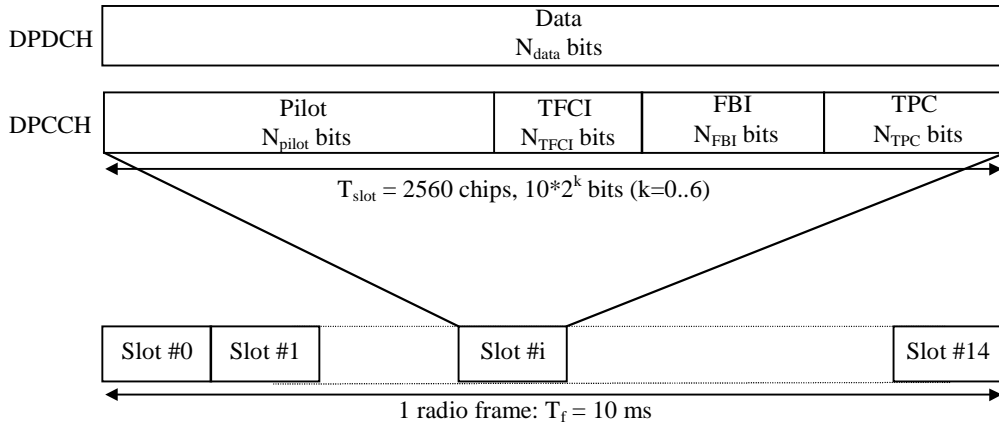 DPDCH
Data
N_data bits
DPCCH
Pilot
N_pilot bits
TFCI
N_TFCI bits
FBI
N_FBI bits
TPC
N_TPC bits
T_slot = 2560 chips, 10*2^k bits (k=0..6)
Slot #0
Slot #1
Slot #i
Slot #14
1 radio frame: T_f = 10 ms